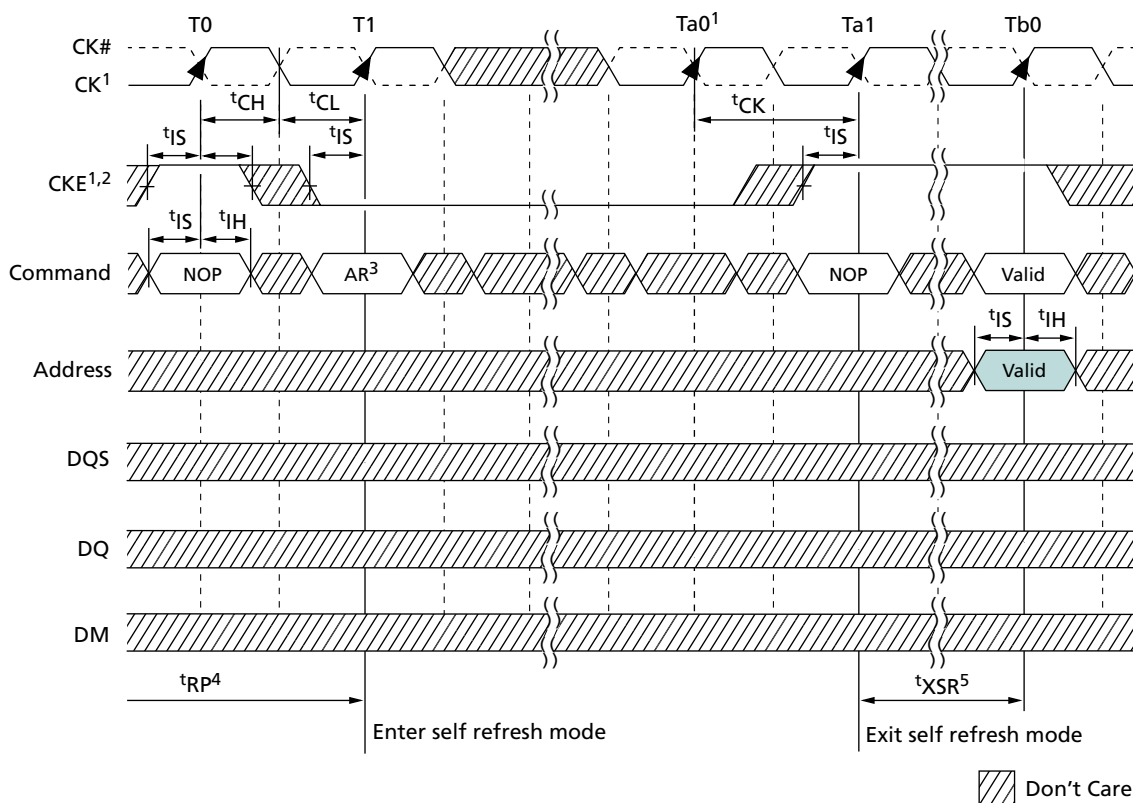 T0 T1 Ta0¹ Ta1 Tb0
CK#
CK¹
ᵗCH ᵗCL ᵗCK
ᵗIS ᵗIS ᵗIS
CKE¹,²
ᵗIS ᵗIH
Command NOP AR³ NOP Valid
ᵗIS ᵗIH
Address Valid
DQS
DQ
DM
ᵗRP⁴ ᵗXSR⁵
Enter self refresh mode Exit self refresh mode
Don't Care